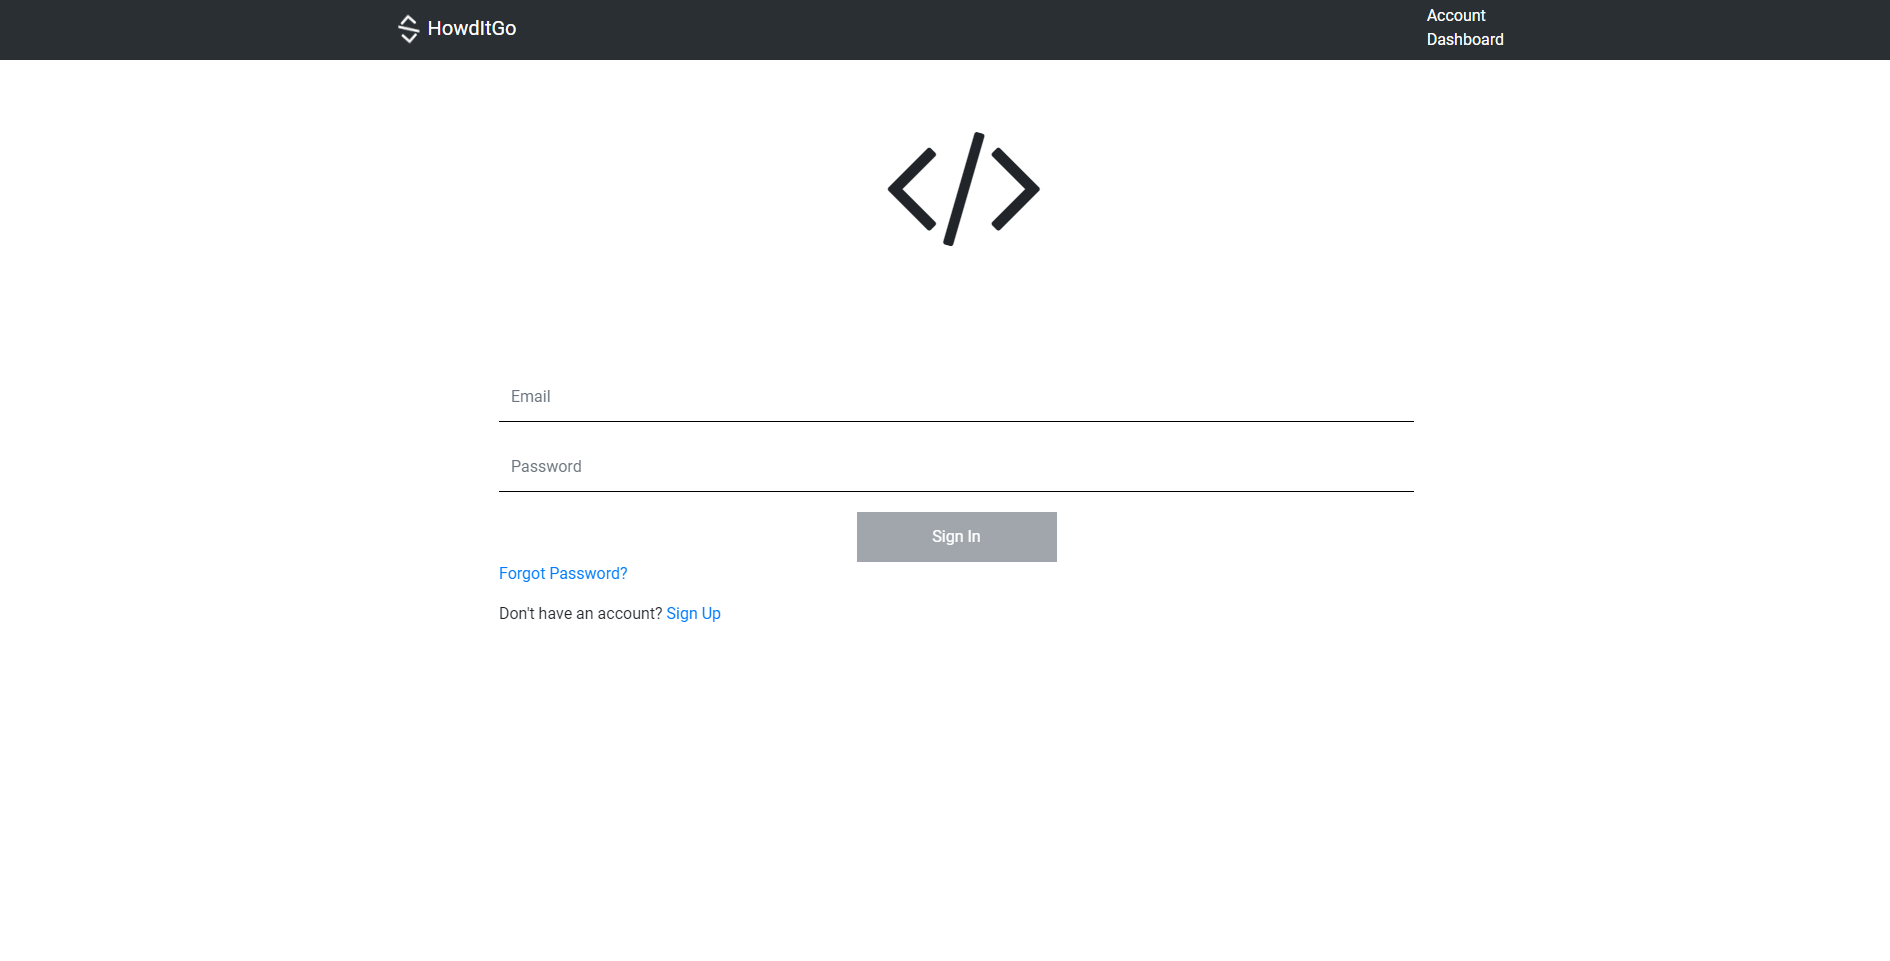 HowdItGo
Account
Dashboard
Email
Password
Sign In
Forgot Password?
Don't have an account? Sign Up